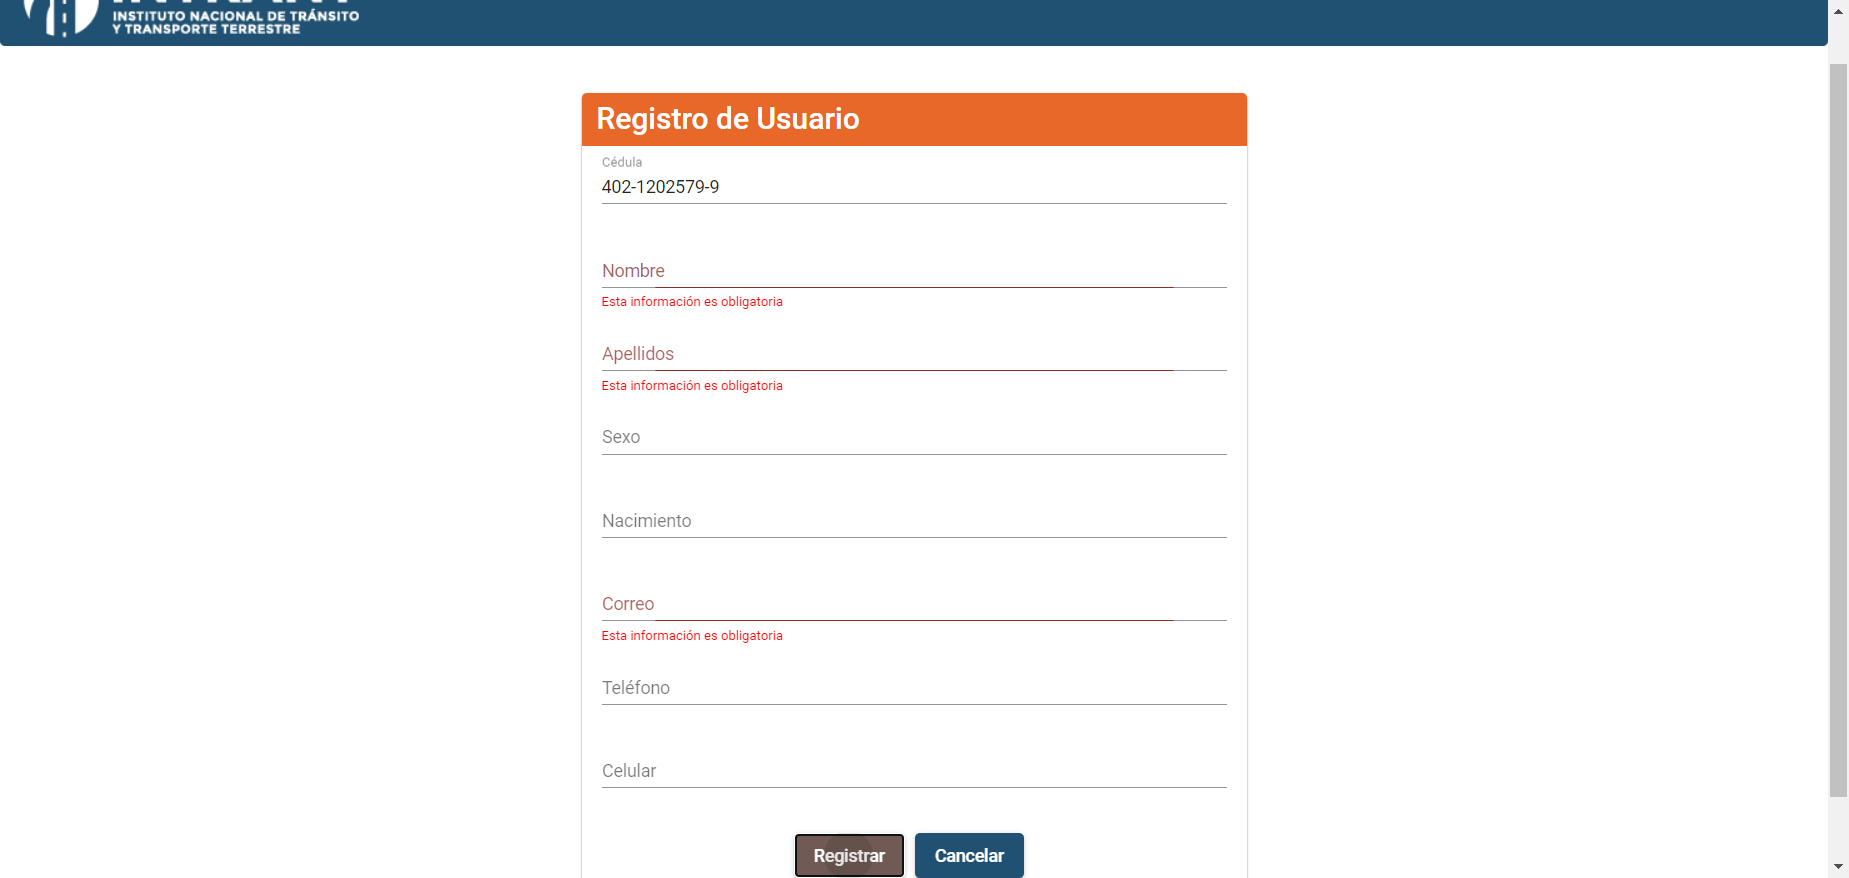 INSTITUTO NACIONAL DE TRÁNSITO
Y TRANSPORTE TERRESTRE
Registro de Usuario
Cédula
402-1202579-9
Nombre
Esta información es obligatoria
Apellidos
Esta información es obligatoria
Sexo
Nacimiento
Correo
Esta información es obligatoria
Teléfono
Celular
Registrar
Cancelar